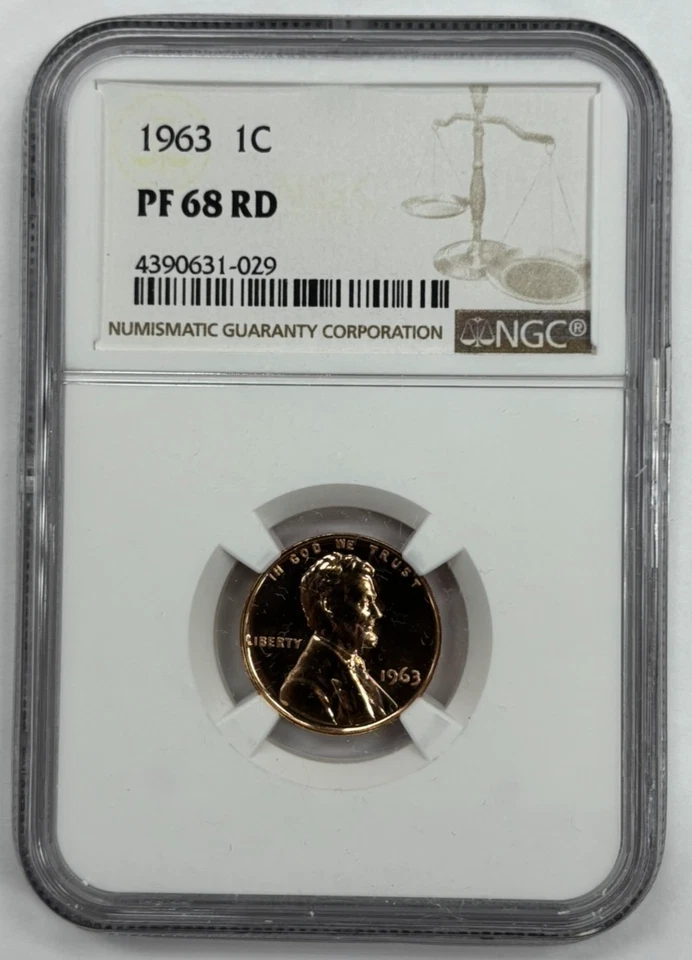 1963 1C
PF 68 RD
4390631-029
NUMISMATIC GUARANTY CORPORATION
NGC®
IN GOD WE TRUST
LIBERTY
1963